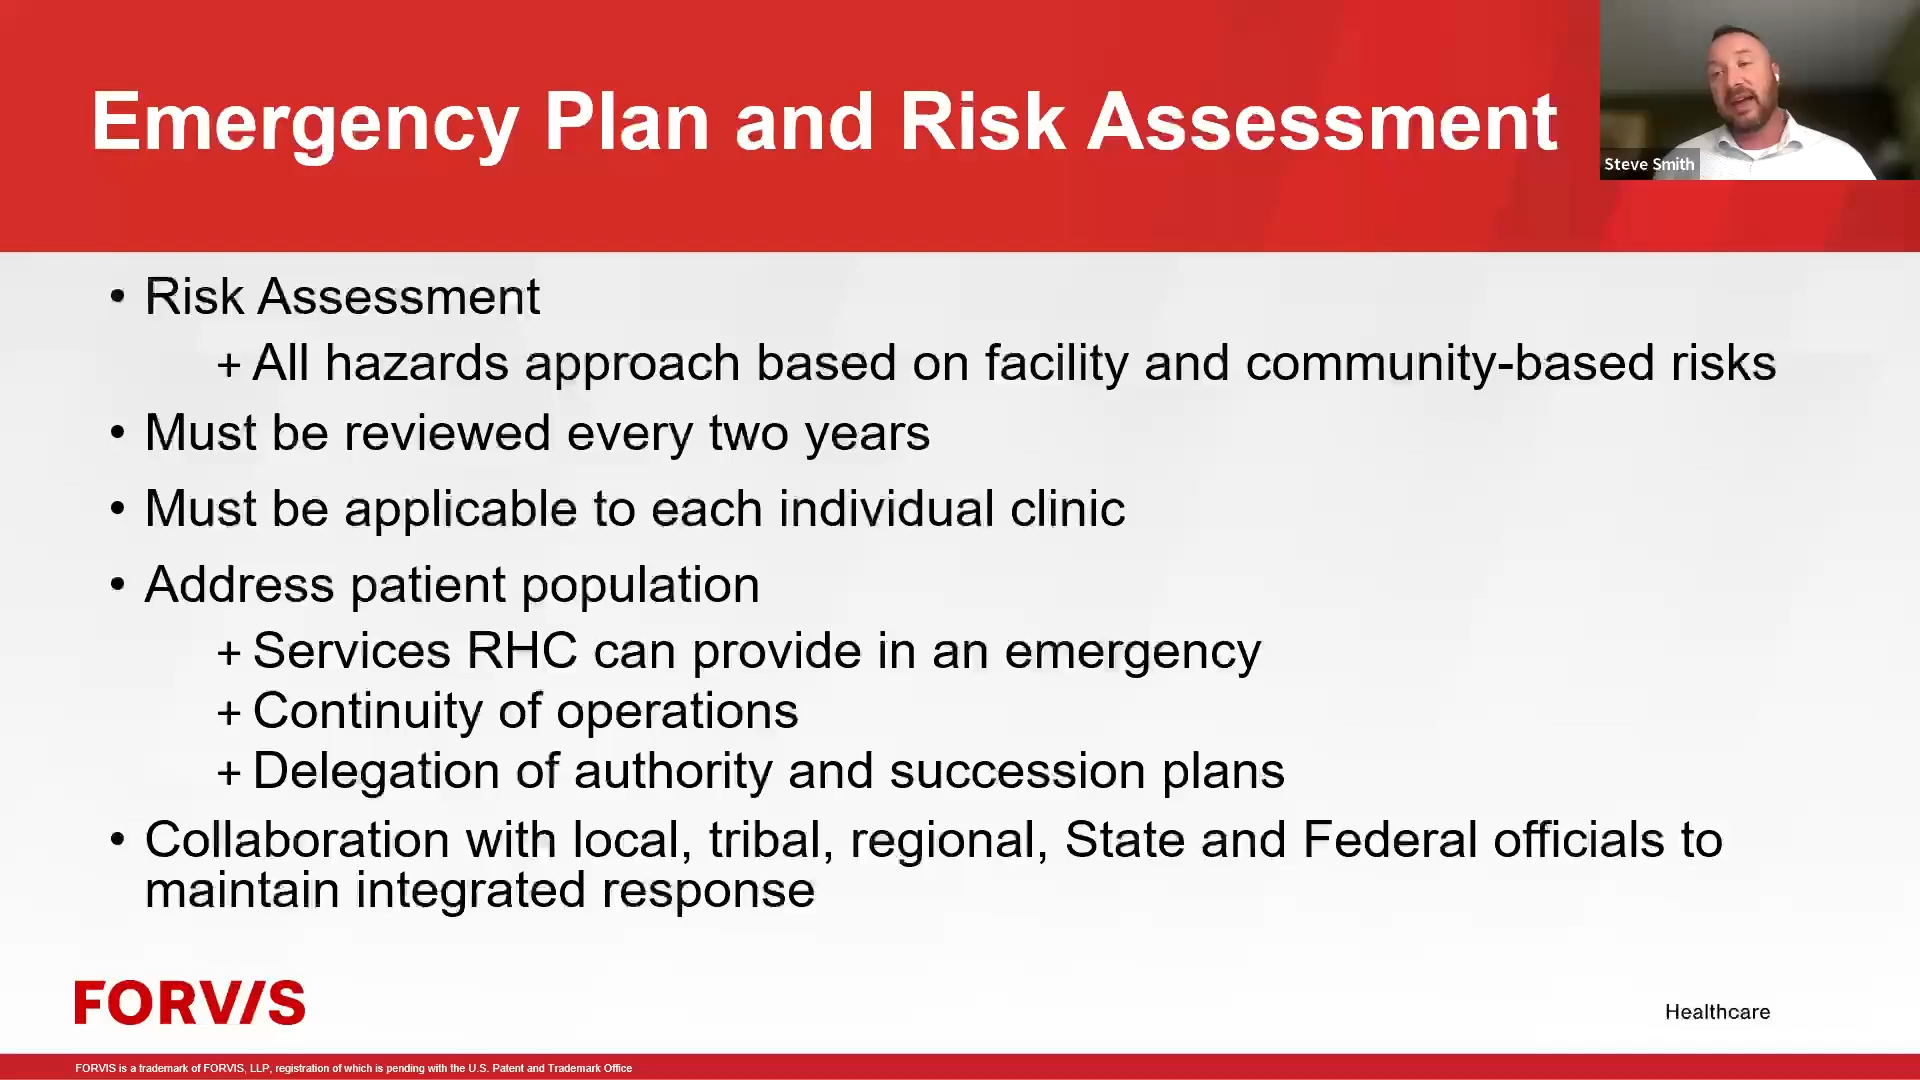 Emergency Plan and Risk Assessment
Steve Smith
• Risk Assessment
+ All hazards approach based on facility and community-based risks
• Must be reviewed every two years
• Must be applicable to each individual clinic
• Address patient population
+ Services RHC can provide in an emergency
+ Continuity of operations
+ Delegation of authority and succession plans
• Collaboration with local, tribal, regional, State and Federal officials to
maintain integrated response
FORVIS
Healthcare
FORVIS is a trademark of FORVIS, LLP, registration of which is pending with the U.S. Patent and Trademark Office